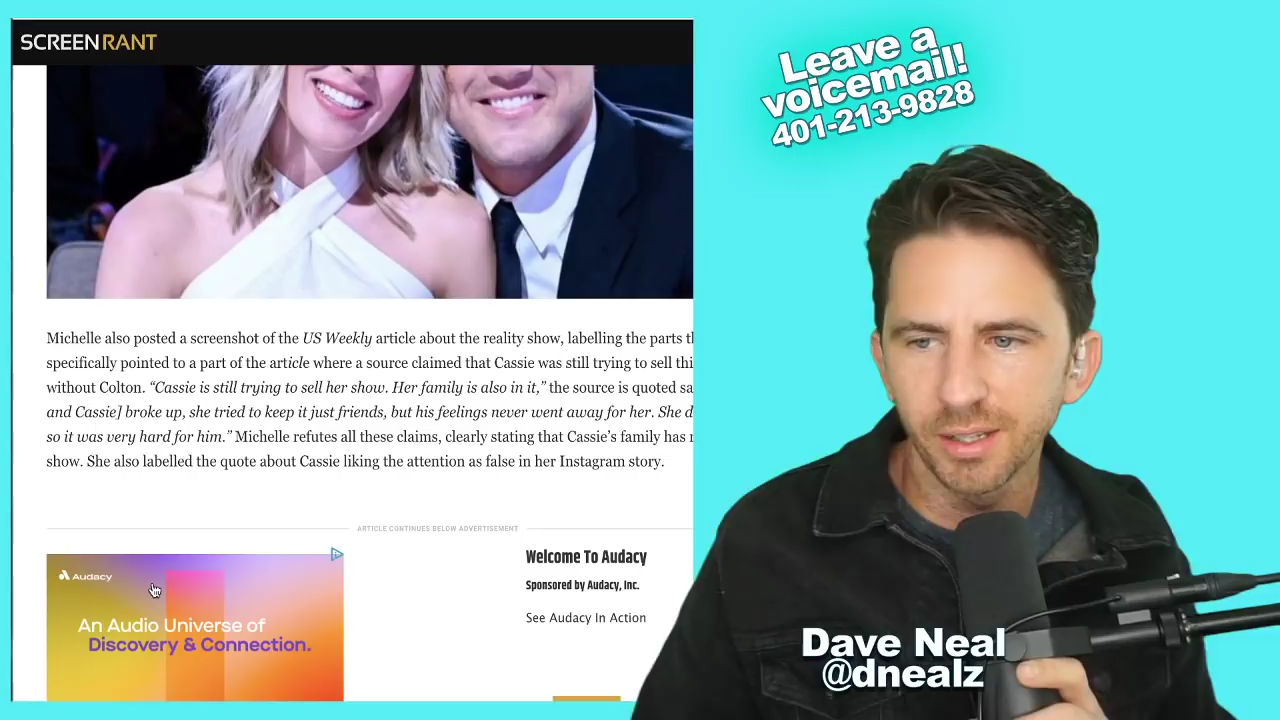 SCREENRANT
Leave a
voicemail!
401-213-9828
Michelle also posted a screenshot of the US Weekly article about the reality show, labelling the parts
specifically pointed to a part of the article where a source claimed that Cassie was still trying to sell
without Colton. “Cassie is still trying to sell her show. Her family is also in it,” the source is quoted
and Cassie] broke up, she tried to keep it just friends, but his feelings never went away for her. She
so it was very hard for him.” Michelle refutes all these claims, clearly stating that Cassie’s family has
show. She also labelled the quote about Cassie liking the attention as false in her Instagram story.
ARTICLE CONTINUES BELOW ADVERTISEMENT
Audacy
An Audio Universe of
Discovery & Connection.
Welcome To Audacy
Sponsored by Audacy, Inc.
See Audacy In Action
Dave Neal
@dnealz